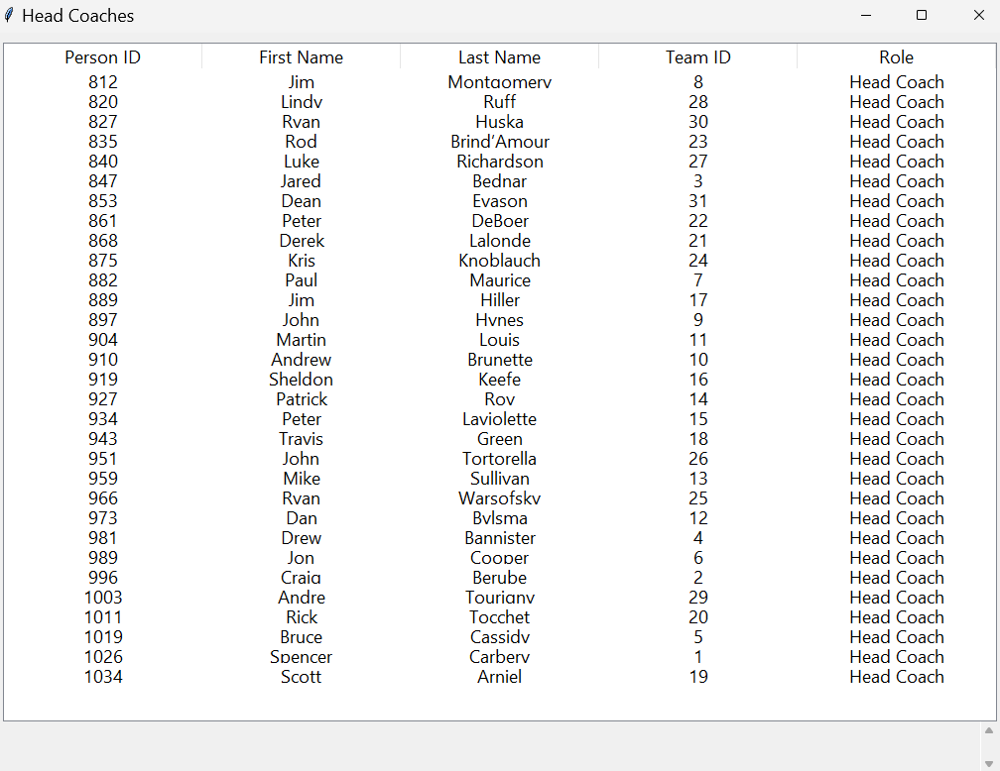 Head Coaches
Person ID First Name Last Name Team ID Role
812 Jim Montgomery 8 Head Coach
820 Lindy Ruff 28 Head Coach
827 Ryan Huska 30 Head Coach
835 Rod Brind'Amour 23 Head Coach
840 Luke Richardson 27 Head Coach
847 Jared Bednar 3 Head Coach
853 Dean Evason 31 Head Coach
861 Peter DeBoer 22 Head Coach
868 Derek Lalonde 21 Head Coach
875 Kris Knoblauch 24 Head Coach
882 Paul Maurice 7 Head Coach
889 Jim Hiller 17 Head Coach
897 John Hynes 9 Head Coach
904 Martin Louis 11 Head Coach
910 Andrew Brunette 10 Head Coach
919 Sheldon Keefe 16 Head Coach
927 Patrick Roy 14 Head Coach
934 Peter Laviolette 15 Head Coach
943 Travis Green 18 Head Coach
951 John Tortorella 26 Head Coach
959 Mike Sullivan 13 Head Coach
966 Ryan Warsofsky 25 Head Coach
973 Dan Bylsma 12 Head Coach
981 Drew Bannister 4 Head Coach
989 Jon Cooper 6 Head Coach
996 Craig Berube 2 Head Coach
1003 Andre Tourigny 29 Head Coach
1011 Rick Tocchet 20 Head Coach
1019 Bruce Cassidy 5 Head Coach
1026 Spencer Carbery 1 Head Coach
1034 Scott Arniel 19 Head Coach